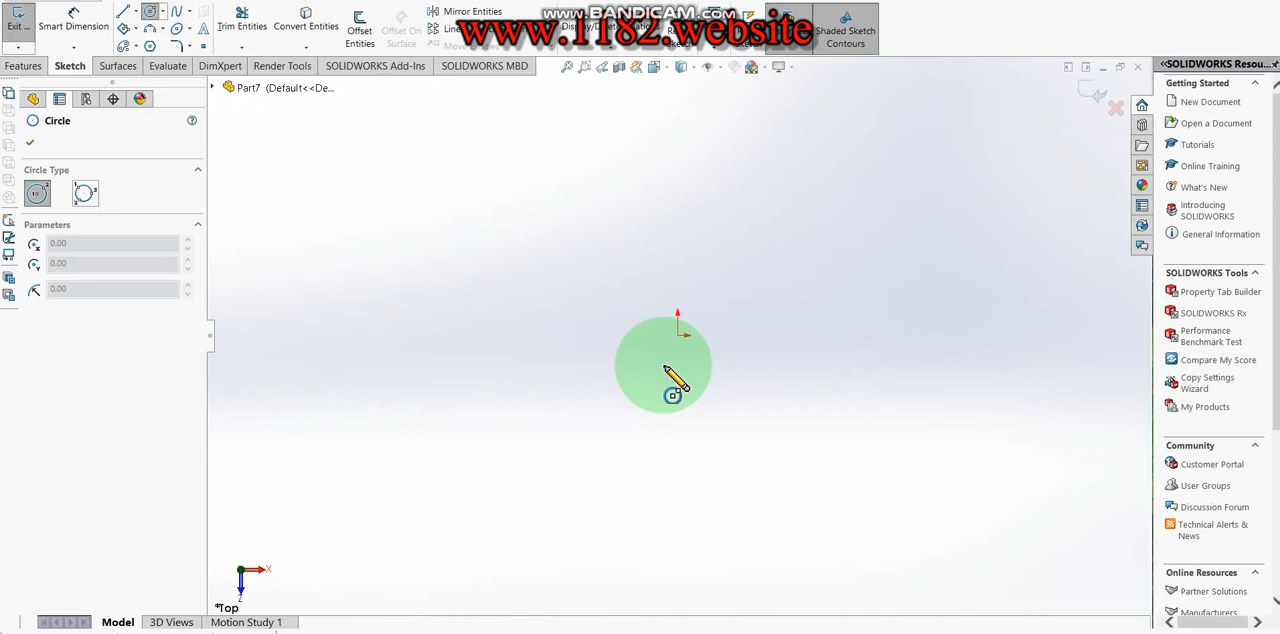 www.BANDICAM.com
www.1182.website
Exit ...
Smart Dimension
Trim Entities
Convert Entities
Offset Entities
Offset On Surface
Mirror Entities
Shaded Sketch Contours
Features
Sketch
Surfaces
Evaluate
DimXpert
Render Tools
SOLIDWORKS Add-Ins
SOLIDWORKS MBD
Part7 (Default<<De...
Circle
Circle Type
Parameters
0.00
0.00
0.00
X
Z
*Top
Model
3D Views
Motion Study 1
SOLIDWORKS Resou...
Getting Started
New Document
Open a Document
Tutorials
Online Training
What's New
Introducing
SOLIDWORKS
General Information
SOLIDWORKS Tools
Property Tab Builder
SOLIDWORKS Rx
Performance
Benchmark Test
Compare My Score
Copy Settings
Wizard
My Products
Community
Customer Portal
User Groups
Discussion Forum
Technical Alerts &
News
Online Resources
Partner Solutions
Manufacturers